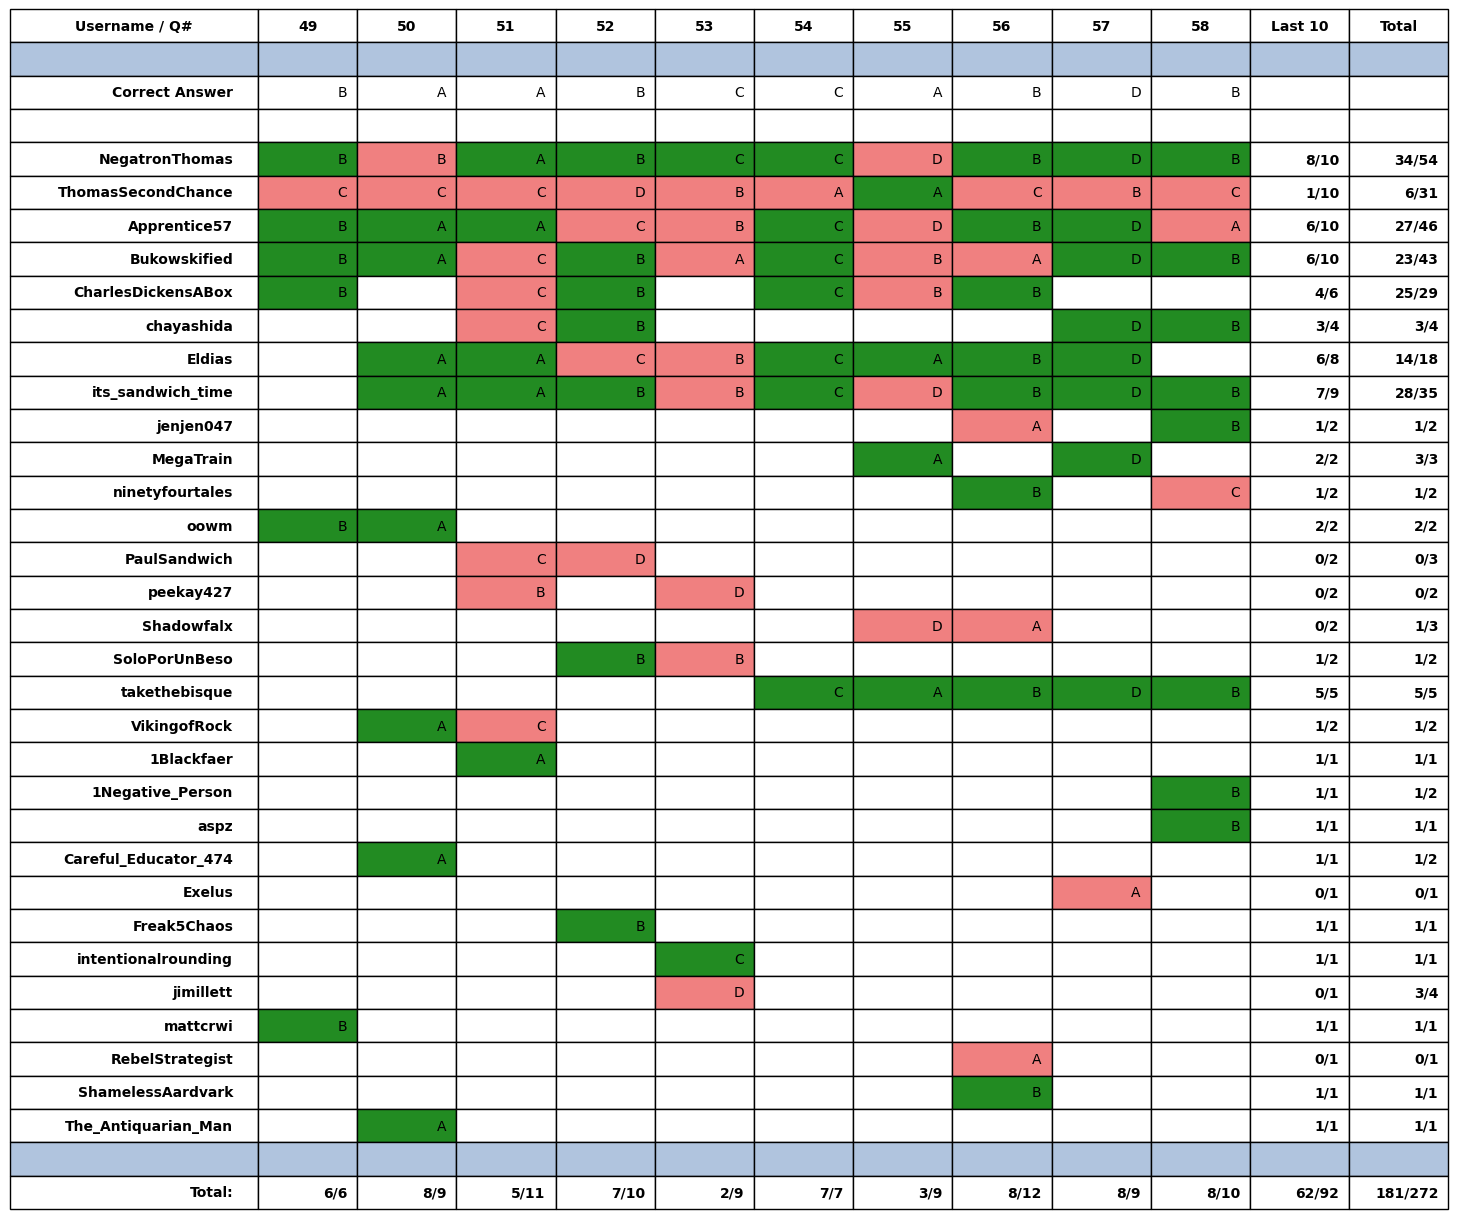 Username / Q# 49 50 51 52 53 54 55 56 57 58 Last 10 Total
Correct Answer B A A B C C A B D B
NegatronThomas B B A B C C D B D B 8/10 34/54
ThomasSecondChance C C C D B A A C B C 1/10 6/31
Apprentice57 B A A C B C D B D A 6/10 27/46
Bukowskified B A C B A C B A D B 6/10 23/43
CharlesDickensABox B C B C B B 4/6 25/29
chayashida C B D B 3/4 3/4
Eldias A A C B C A B D 6/8 14/18
its_sandwich_time A A B B C D B D B 7/9 28/35
jenjen047 A B 1/2 1/2
MegaTrain A D 2/2 3/3
ninetyfourtales B C 1/2 1/2
oowm B A 2/2 2/2
PaulSandwich C D 0/2 0/3
peekay427 B D 0/2 0/2
Shadowfalx D A 0/2 1/3
SoloPorUnBeso B B 1/2 1/2
takethebisque C A B D B 5/5 5/5
VikingofRock A C 1/2 1/2
1Blackfaer A 1/1 1/1
1Negative_Person B 1/1 1/2
aspz B 1/1 1/1
Careful_Educator_474 A 1/1 1/2
Exelus A 0/1 0/1
Freak5Chaos B 1/1 1/1
intentionalrounding C 1/1 1/1
jimillett D 0/1 3/4
mattcrwi B 1/1 1/1
RebelStrategist A 0/1 0/1
ShamelessAardvark B 1/1 1/1
The_Antiquarian_Man A 1/1 1/1
Total: 6/6 8/9 5/11 7/10 2/9 7/7 3/9 8/12 8/9 8/10 62/92 181/272